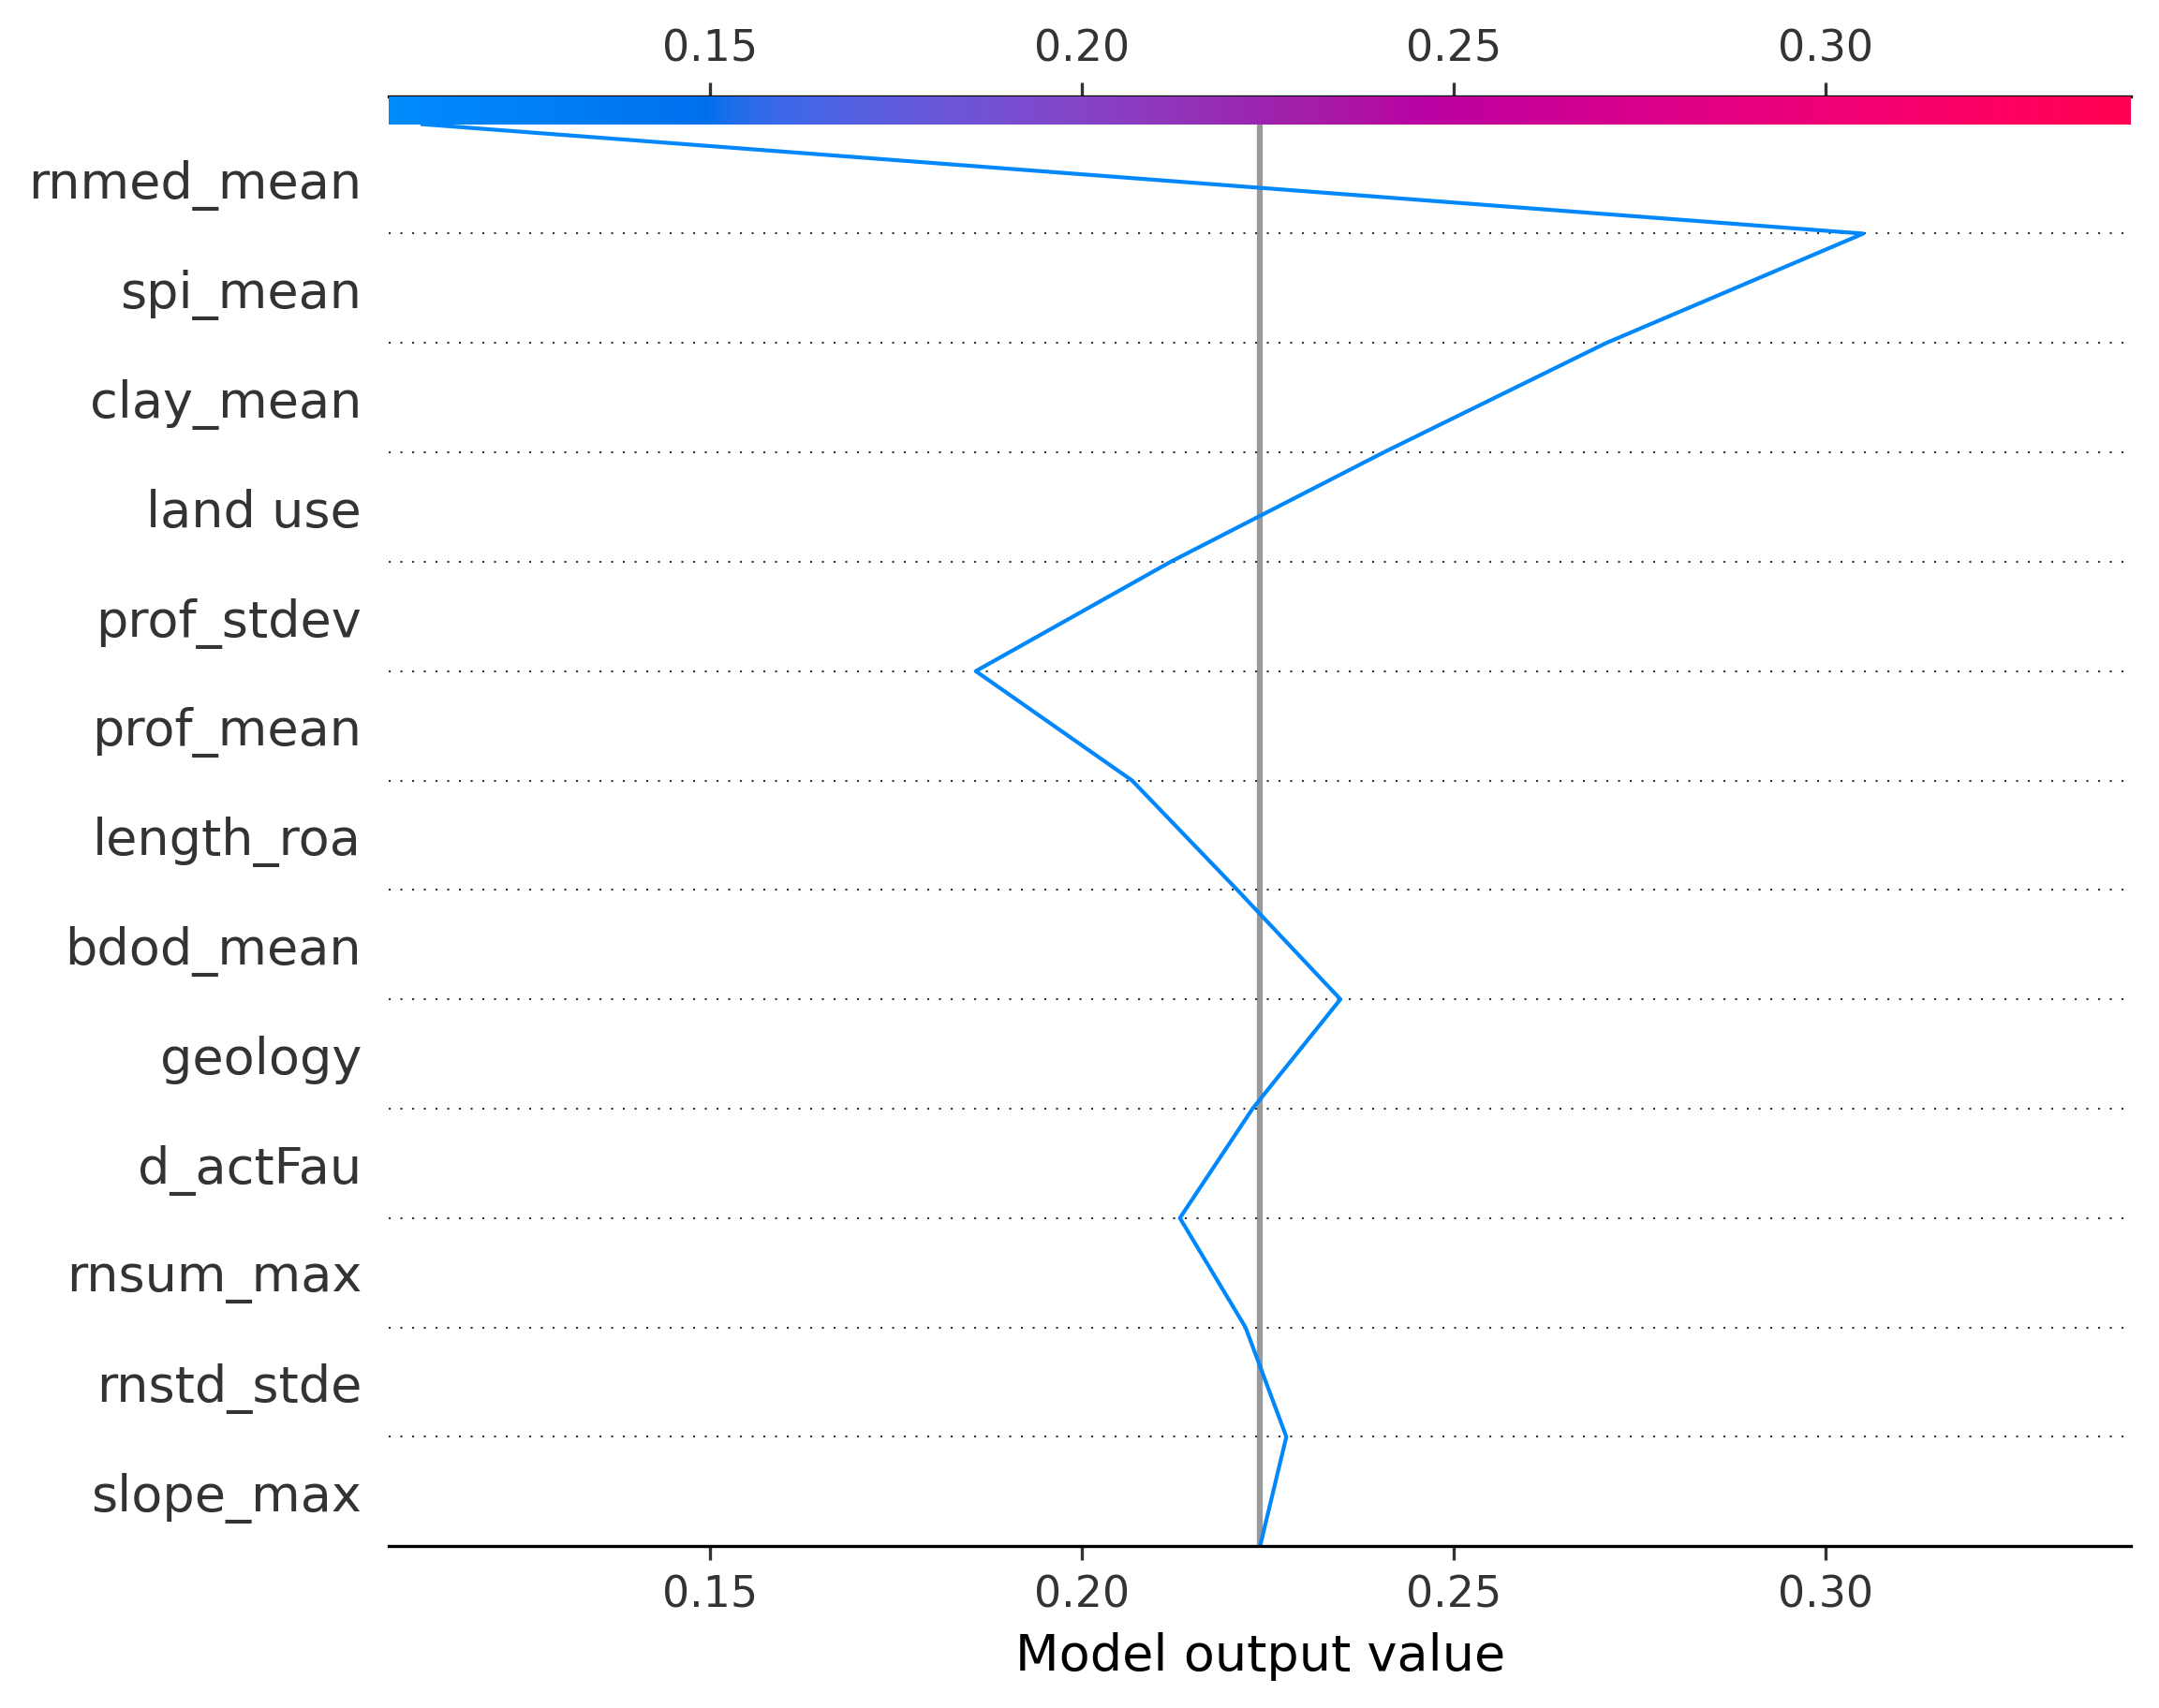 0.15 0.20 0.25 0.30
rnmed_mean
spi_mean
clay_mean
land use
prof_stdev
prof_mean
length_roa
bdod_mean
geology
d_actFau
rnsum_max
rnstd_stde
slope_max
0.15 0.20 0.25 0.30
Model output value